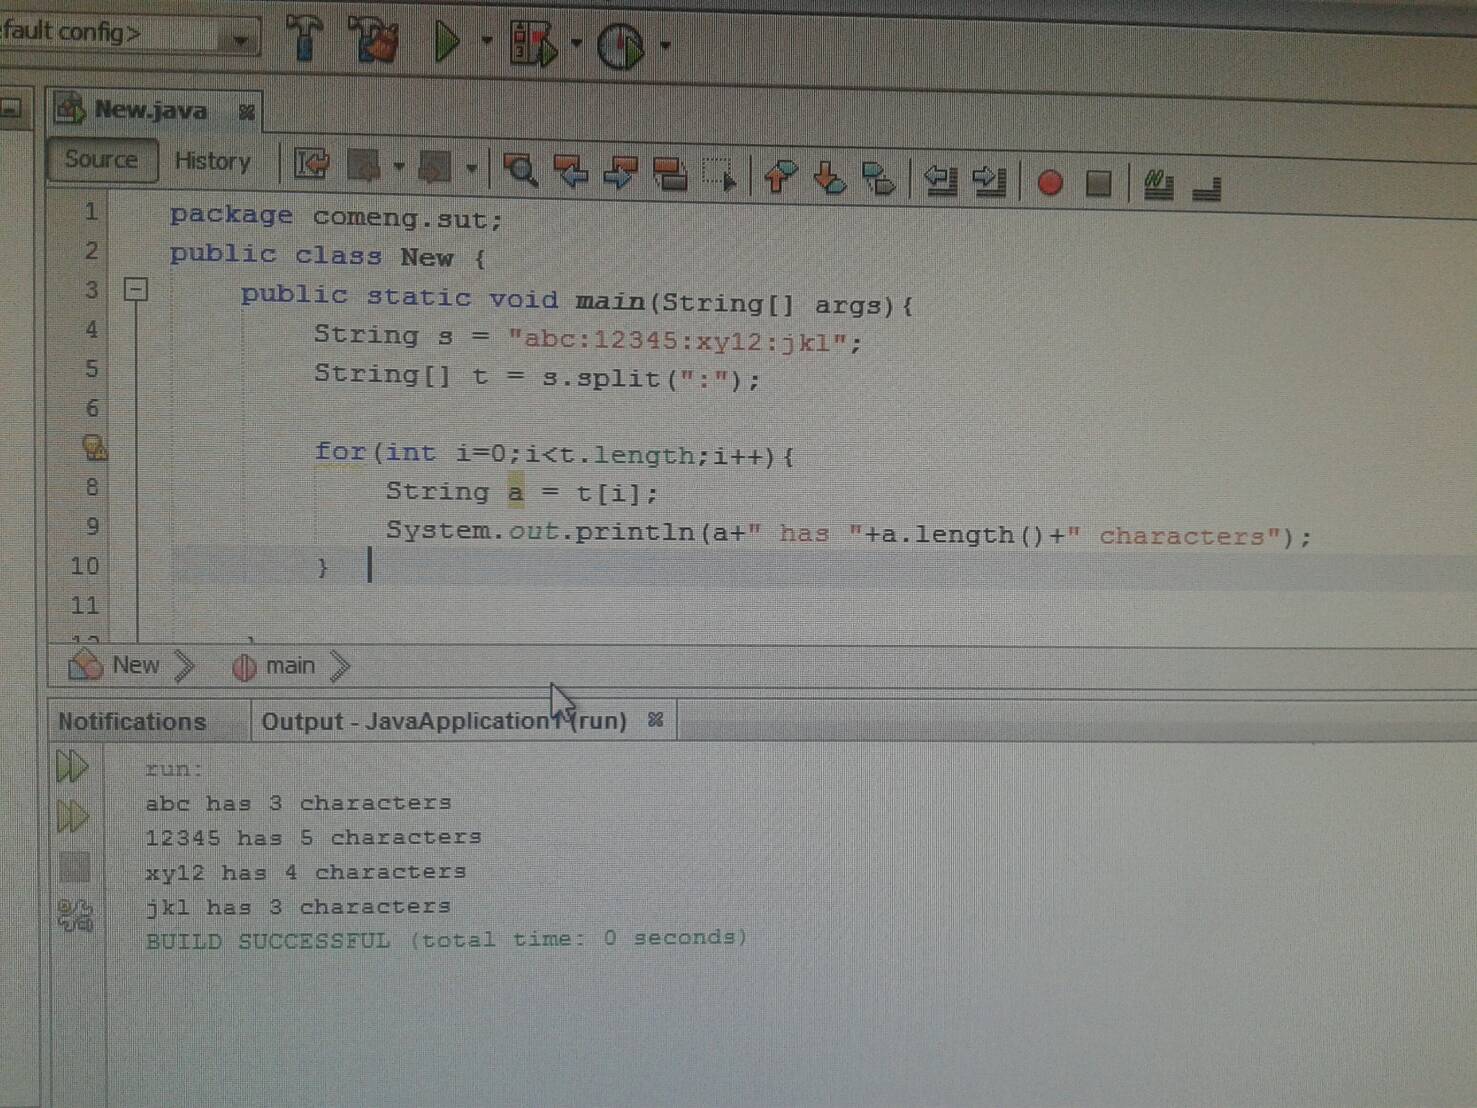 fault config>
New.java
Source History
1 package comeng.sut;
2 public class New {
3 public static void main(String[] args){
4 String s = "abc:12345:xy12:jkl";
5 String[] t = s.split(":");
6
for(int i=0;i<t.length;i++){
8 String a = t[i];
9 System.out.println(a+" has "+a.length()+" characters");
10 }
11
New main
Notifications Output - JavaApplication1 (run)
run:
abc has 3 characters
12345 has 5 characters
xy12 has 4 characters
jkl has 3 characters
BUILD SUCCESSFUL (total time: 0 seconds)